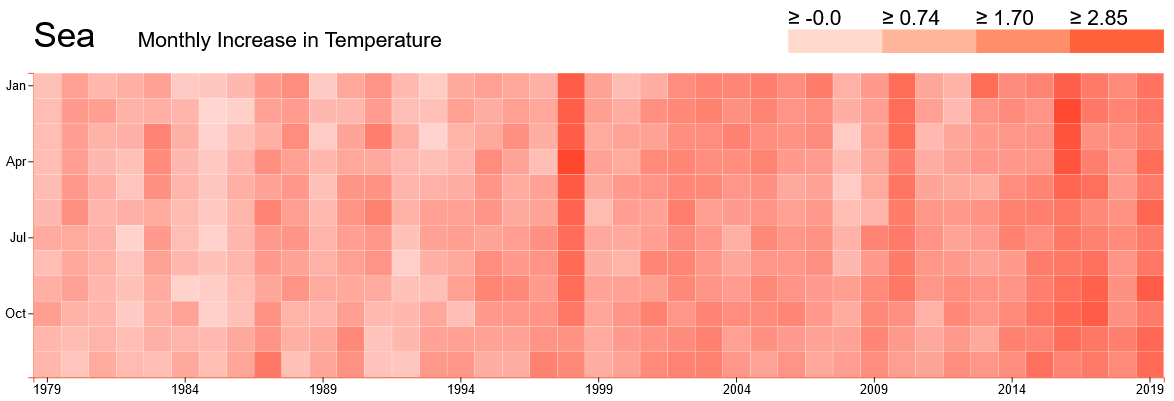 Sea
Monthly Increase in Temperature
≥ -0.0 ≥ 0.74 ≥ 1.70 ≥ 2.85
Jan
Apr
Jul
Oct
1979 1984 1989 1994 1999 2004 2009 2014 2019